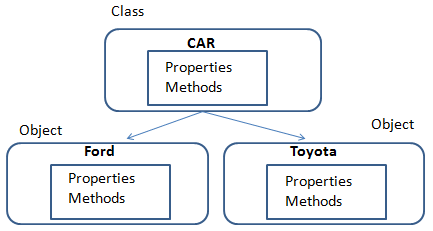 Class
CAR
Properties
Methods
Object
Object
Ford
Properties
Methods
Toyota
Properties
Methods